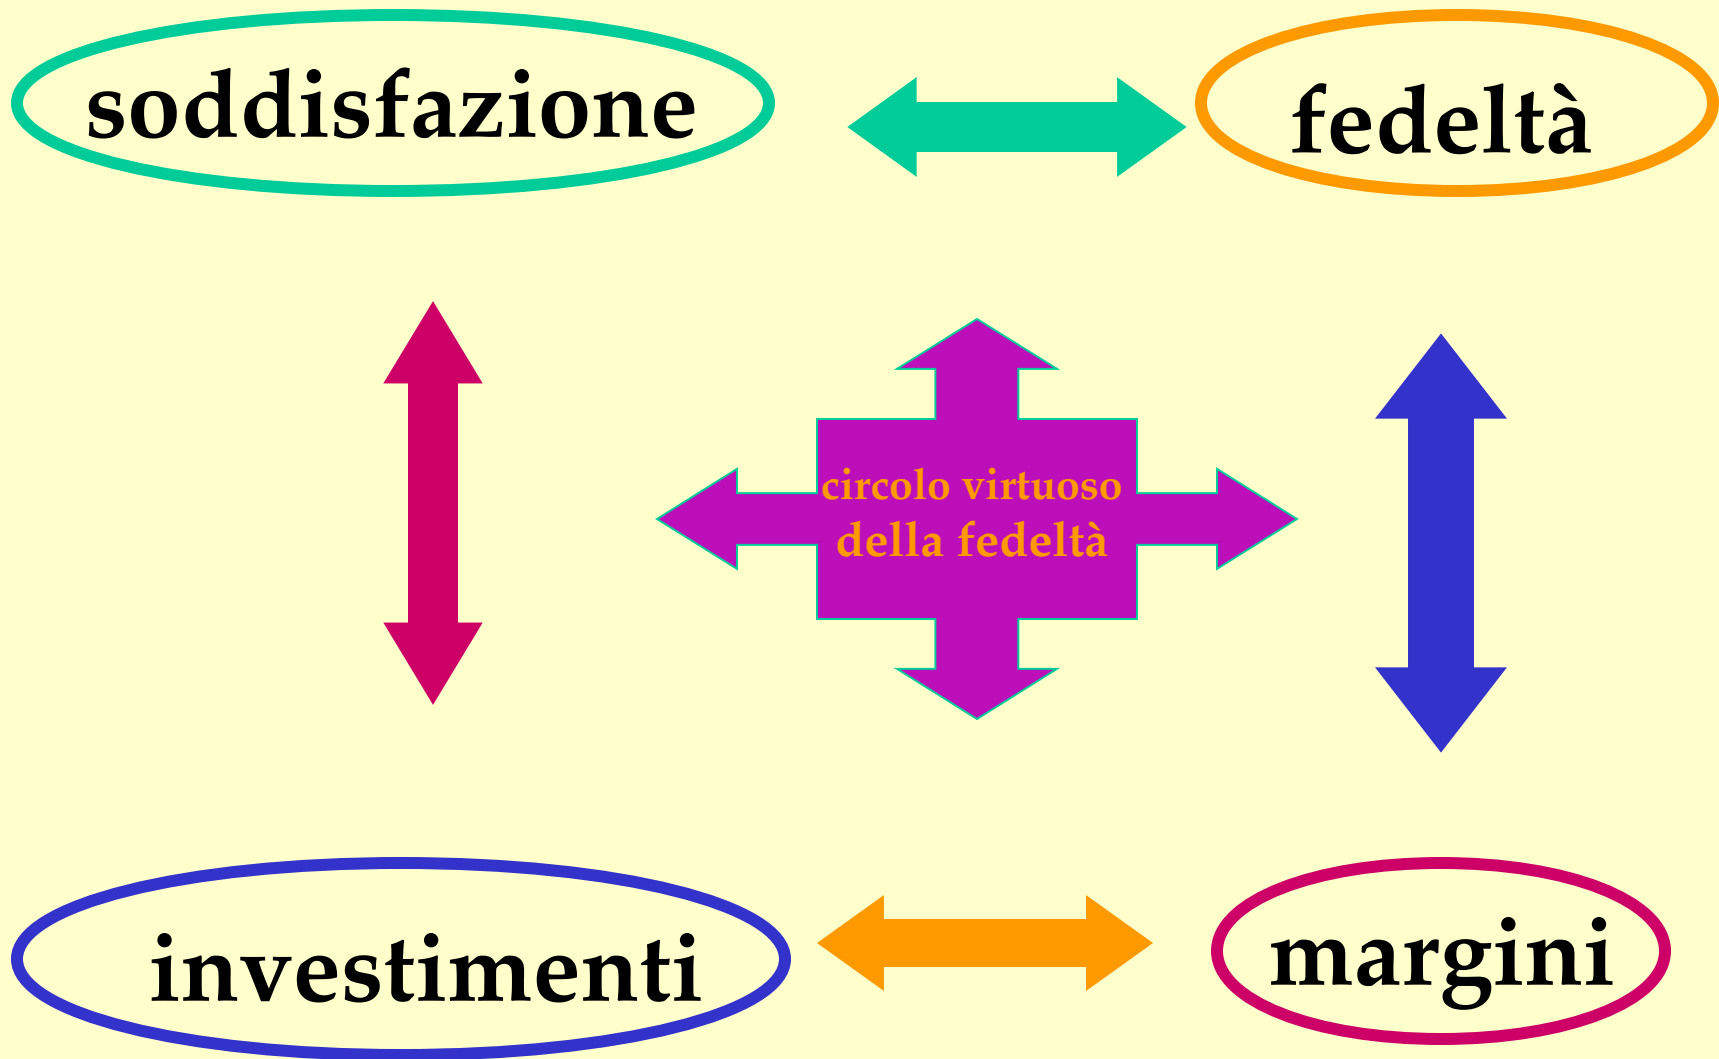 soddisfazione
fedeltà
circolo virtuoso
della fedeltà
investimenti
margini